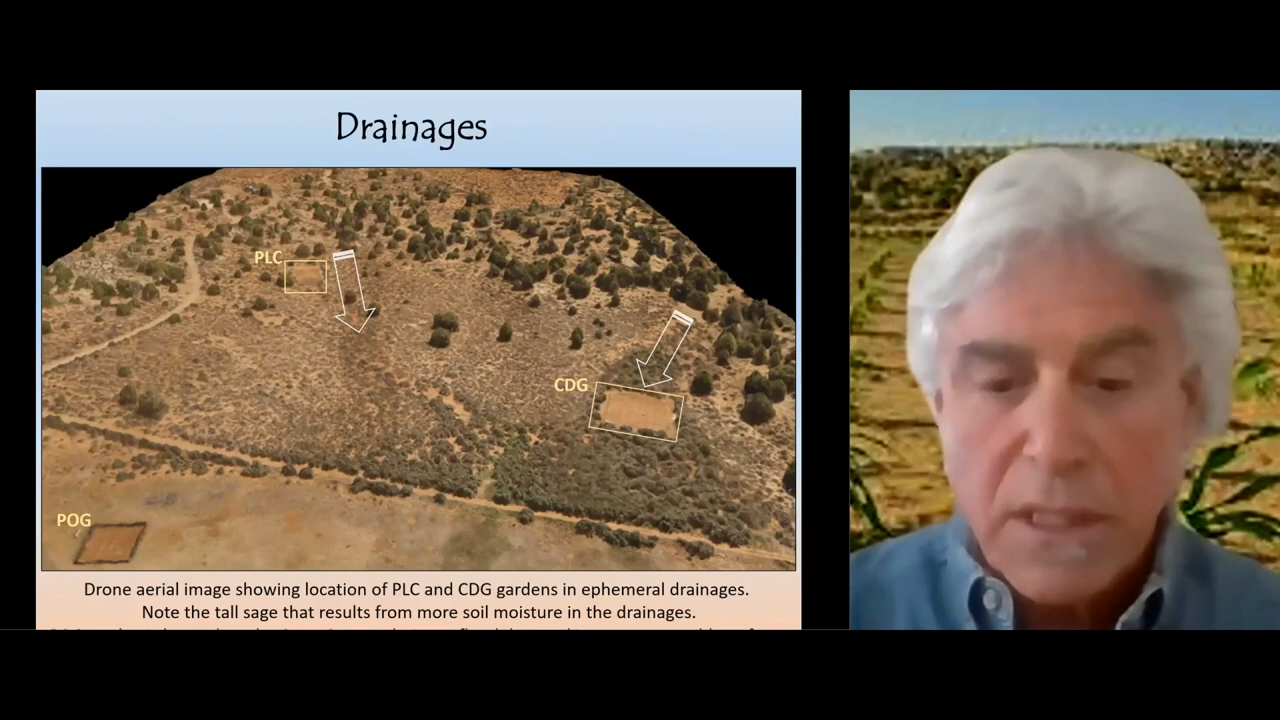 Drainages
PLC
CDG
POG
Drone aerial image showing location of PLC and CDG gardens in ephemeral drainages.
Note the tall sage that results from more soil moisture in the drainages.